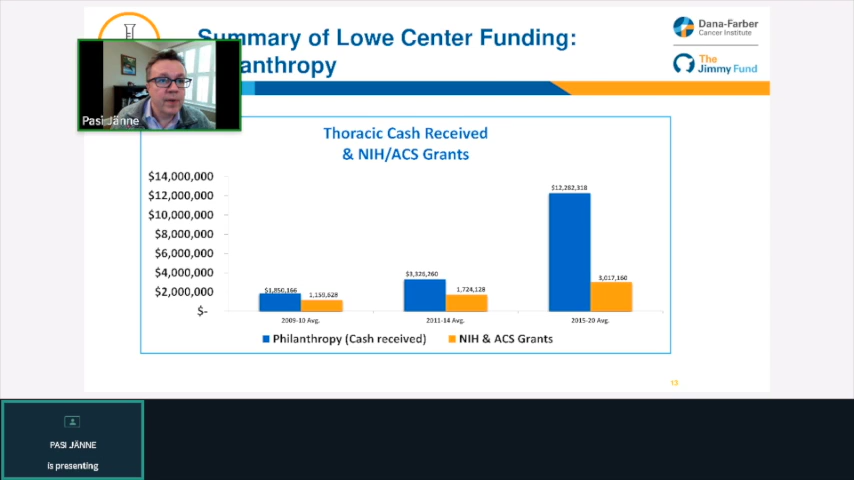 Summary of Lowe Center Funding:
anthropy
Dana-Farber
Cancer Institute
The
Jimmy Fund
Pasi Jänne
Thoracic Cash Received
& NIH/ACS Grants
$14,000,000
$12,000,000
$10,000,000
$8,000,000
$6,000,000
$4,000,000
$2,000,000
$-
$1,850,166
1,159,628
$3,326,260
1,724,128
$12,282,318
3,017,160
2009-10 Avg.
2011-14 Avg.
2015-20 Avg.
Philanthropy (Cash received)
NIH & ACS Grants
13
PASI JÄNNE
is presenting